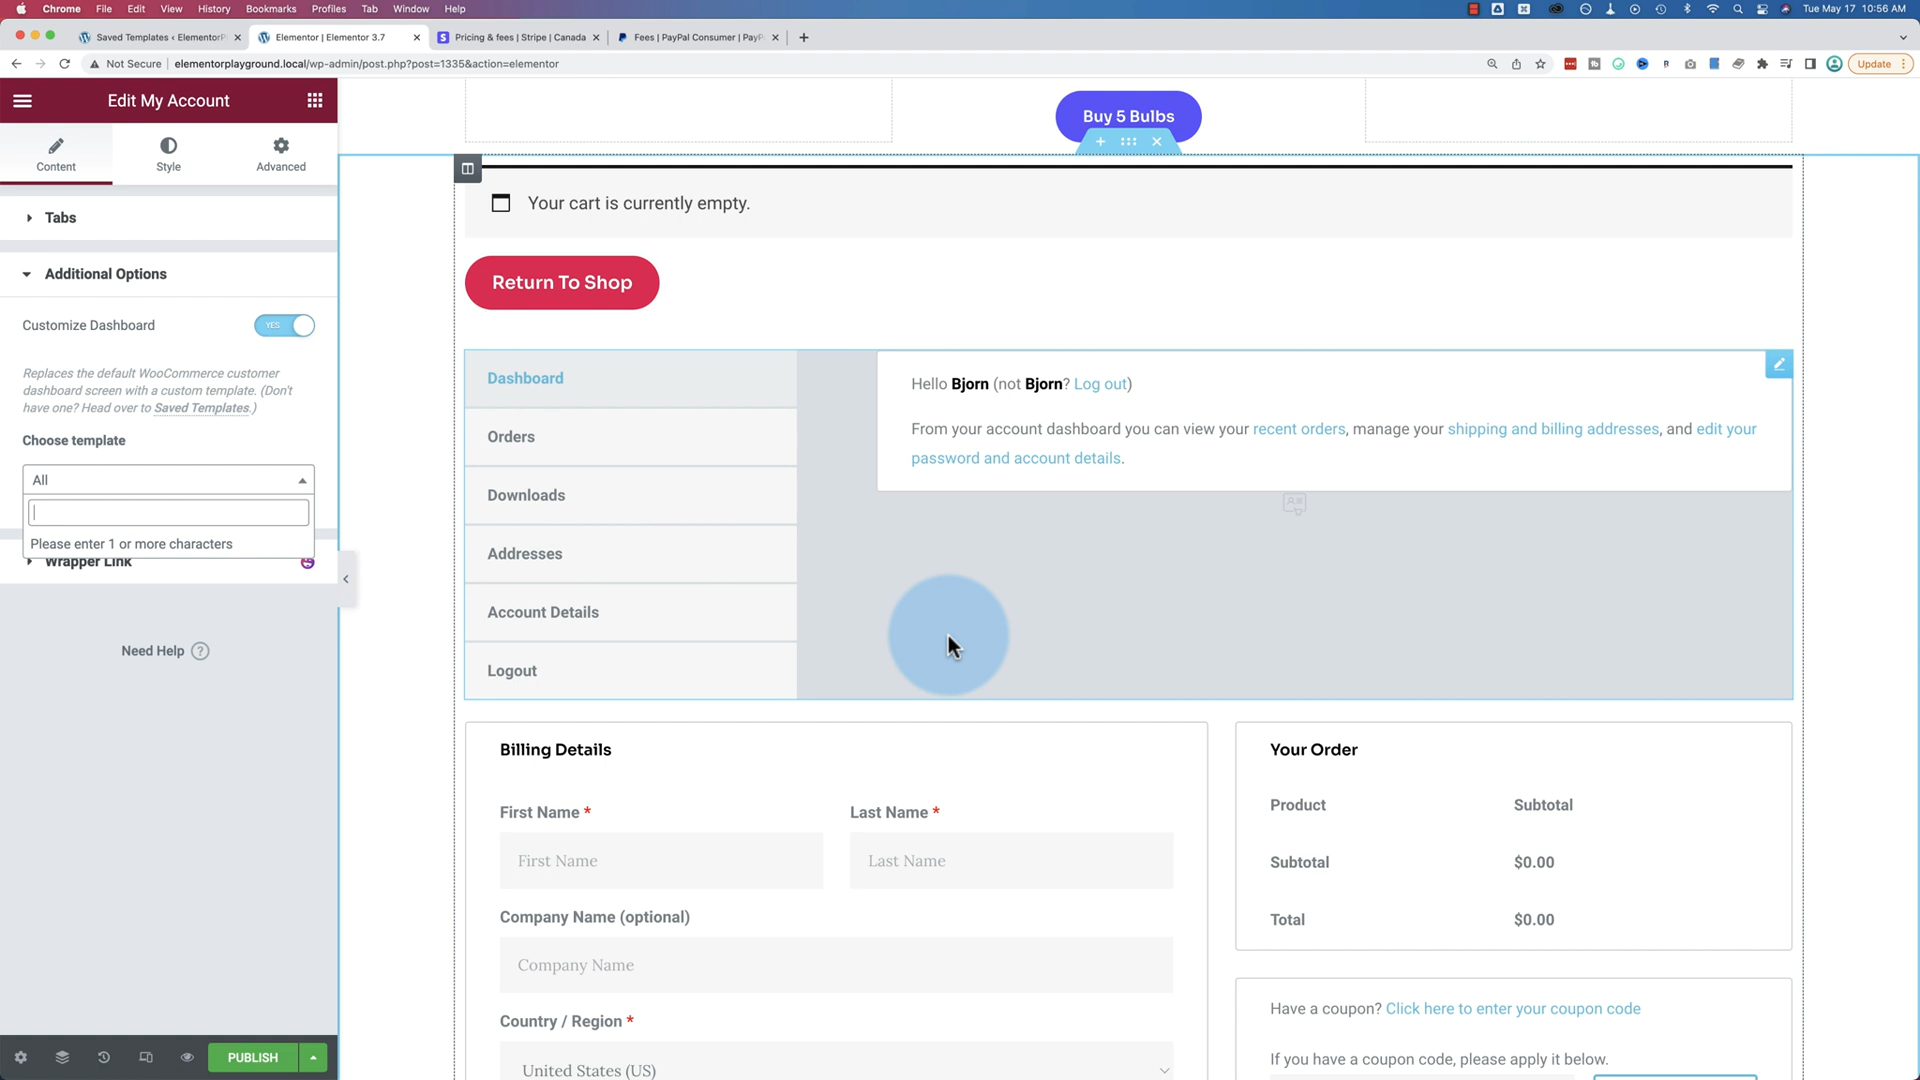 Chrome File Edit View History Bookmarks Profiles Tab Window Help
Tue May 17 10:56 AM
Saved Templates ‹ ElementorP
Elementor | Elementor 3.7
Pricing & fees | Stripe | Canada
Fees | PayPal Consumer | PayP
Not Secure elementorplayground.local/wp-admin/post.php?post=1335&action=elementor
Update
Edit My Account
Content
Style
Advanced
Tabs
Additional Options
Customize Dashboard
YES
Replaces the default WooCommerce customer
dashboard screen with a custom template. (Don't
have one? Head over to Saved Templates.)
Choose template
All
Please enter 1 or more characters
Wrapper Link
Need Help ?
PUBLISH
Buy 5 Bulbs
Your cart is currently empty.
Return To Shop
Dashboard
Orders
Downloads
Addresses
Account Details
Logout
Hello Bjorn (not Bjorn? Log out)
From your account dashboard you can view your recent orders, manage your shipping and billing addresses, and edit your
password and account details.
Billing Details
First Name *
Last Name *
First Name
Last Name
Company Name (optional)
Company Name
Country / Region *
United States (US)
Your Order
Product Subtotal
Subtotal $0.00
Total $0.00
Have a coupon? Click here to enter your coupon code
If you have a coupon code, please apply it below.